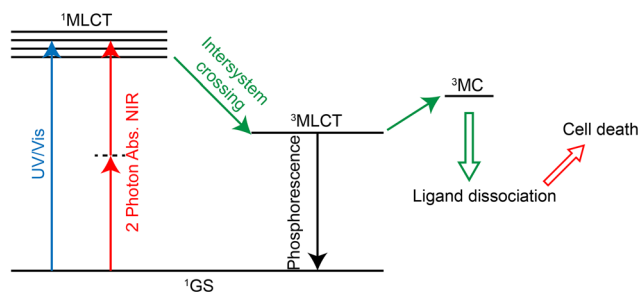 ¹MLCT
UV/Vis
2 Photon Abs. NIR
Intersystem
crossing
³MLCT
Phosphorescence
³MC
Ligand dissociation
Cell death
¹GS